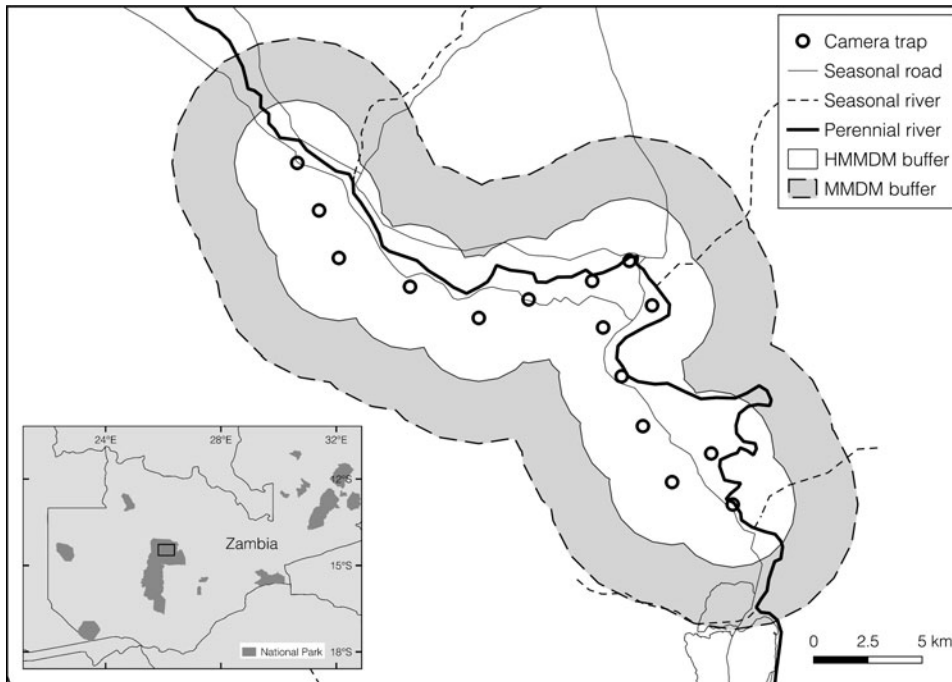 Camera trap
Seasonal road
Seasonal river
Perennial river
HMMDM buffer
MMDM buffer
24°E 28°E 32°E
12°S
Zambia
15°S
National Park
18°S
0 2.5 5 km